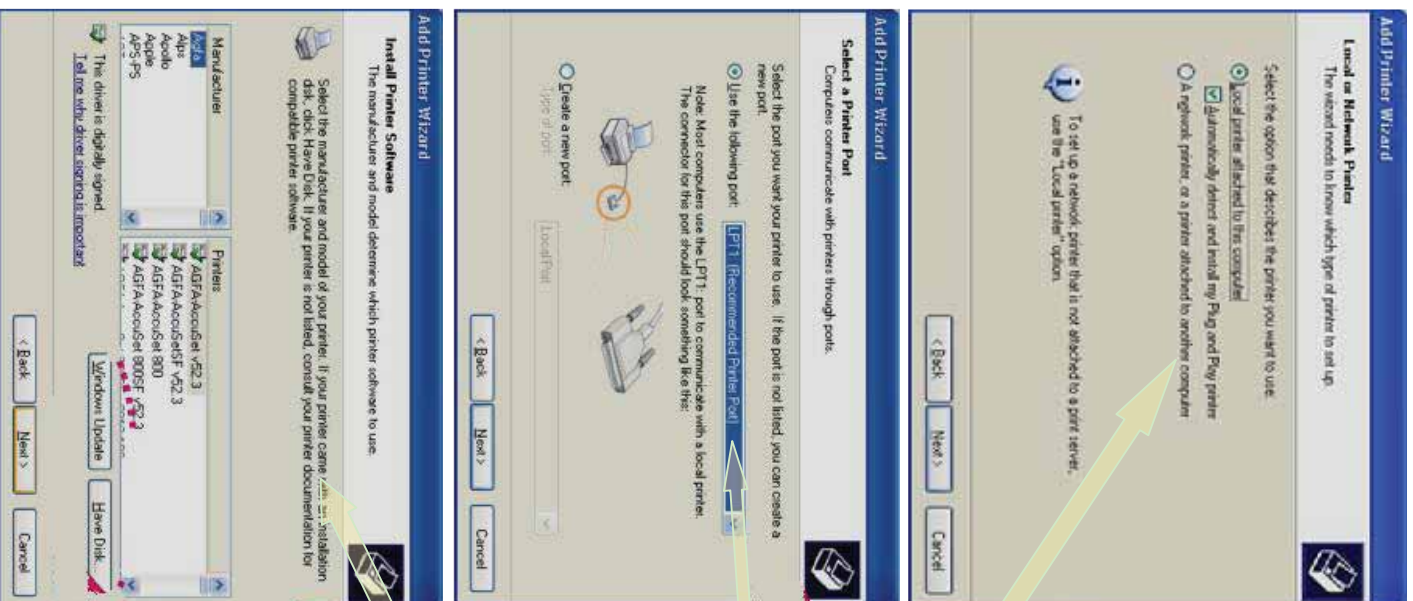 Add Printer Wizard
Local or Network Printer
The wizard needs to know which type of printer to set up.
Select the option that describes the printer you want to use:
Local printer attached to this computer
Automatically detect and install my Plug and Play printer
A network printer, or a printer attached to another computer
To set up a network printer that is not attached to a print server,
use the "Local printer" option.
< Back Next > Cancel
Add Printer Wizard
Select a Printer Port
Computers communicate with printers through ports.
Select the port you want your printer to use. If the port is not listed, you can create a
new port.
Use the following port: LPT1: (Recommended Printer Port)
Note: Most computers use the LPT1: port to communicate with a local printer.
The connector for this port should look something like this:
Create a new port:
Type of port: Local Port
< Back Next > Cancel
Add Printer Wizard
Install Printer Software
The manufacturer and model determine which printer software to use.
Select the manufacturer and model of your printer. If your printer came an installation
disk, click Have Disk. If your printer is not listed, consult your printer documentation for
compatible printer software.
Manufacturer
Agfa
Alps
Apollo
Apple
APS-PS
Printers
AGFA-AccuSet v52.3
AGFA-AccuSetSF v52.3
AGFA-AccuSet 800
AGFA-AccuSet 800SF v52.3
This driver is digitally signed.
Tell me why driver signing is important
Windows Update Have Disk...
< Back Next > Cancel